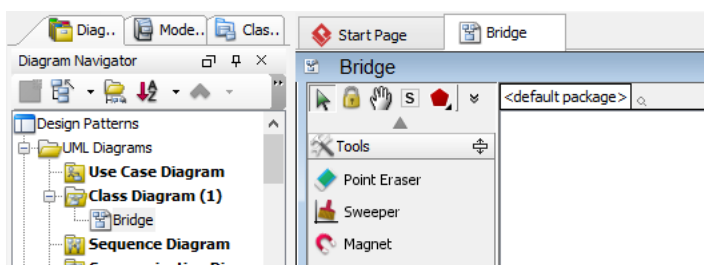 Diag.. Mode.. Clas..
Start Page Bridge
Diagram Navigator
Bridge
S
<default package>
Design Patterns
UML Diagrams
Tools
Use Case Diagram
Point Eraser
Class Diagram (1)
Sweeper
Bridge
Sequence Diagram
Magnet